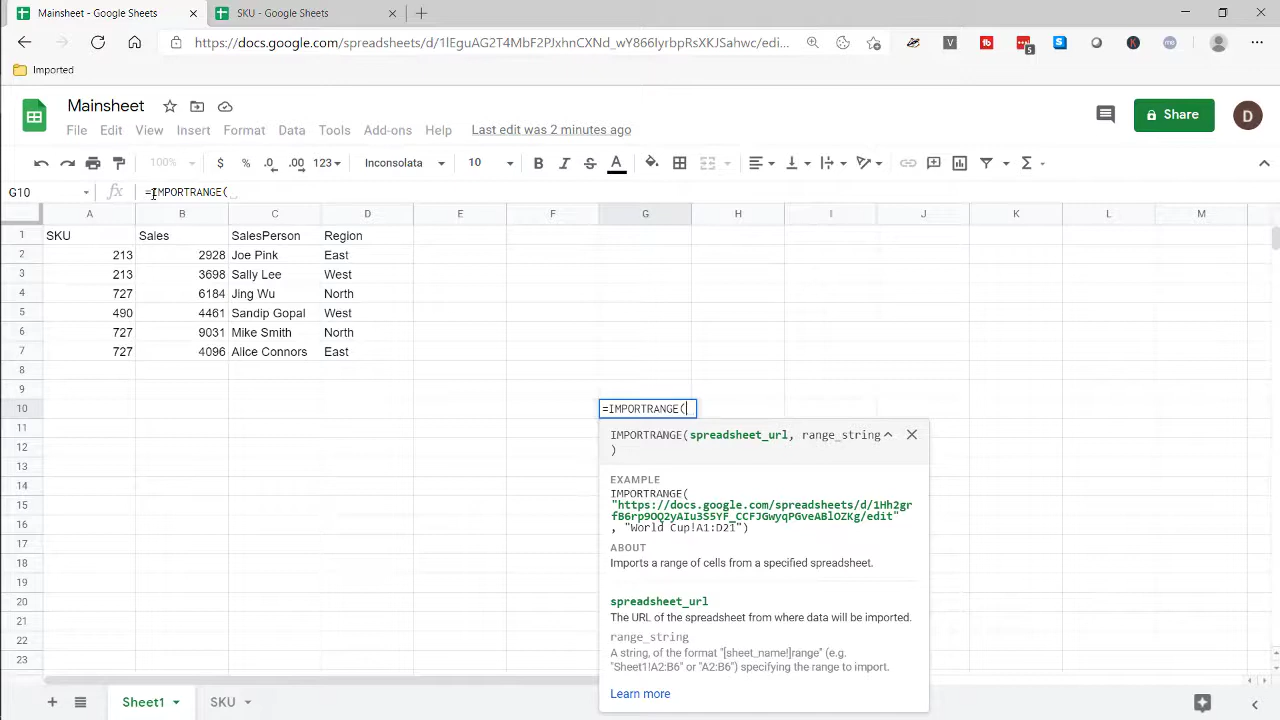 Mainsheet - Google Sheets
SKU - Google Sheets
https://docs.google.com/spreadsheets/d/1lEguAG2T4MbF2PJxhnCXNd_wY866lyrbpRsXKJSahwc/edi...
Imported
Mainsheet
File Edit View Insert Format Data Tools Add-ons Help Last edit was 2 minutes ago
Share
D
100% $ % .0 .00 123 Inconsolata 10 B I S A
G10 fx =IMPORTRANGE(
A B C D E F G H I J K L M
1 SKU Sales SalesPerson Region
2 213 2928 Joe Pink East
3 213 3698 Sally Lee West
4 727 6184 Jing Wu North
5 490 4461 Sandip Gopal West
6 727 9031 Mike Smith North
7 727 4096 Alice Connors East
8
9
10 =IMPORTRANGE(
11
12
13
14
15
16
17
18
19
20
21
22
23
IMPORTRANGE(spreadsheet_url, range_string
)
EXAMPLE
IMPORTRANGE(
"https://docs.google.com/spreadsheets/d/1Hh2gr
fB6rp9OQ2yAIu3S5YF_CCFJGwyqPGveABlOZKg/edit"
, "World Cup!A1:D21")
ABOUT
Imports a range of cells from a specified spreadsheet.
spreadsheet_url
The URL of the spreadsheet from where data will be imported.
range_string
A string, of the format "[sheet_name!]range" (e.g.
"Sheet1!A2:B6" or "A2:B6") specifying the range to import.
Learn more
Sheet1 SKU